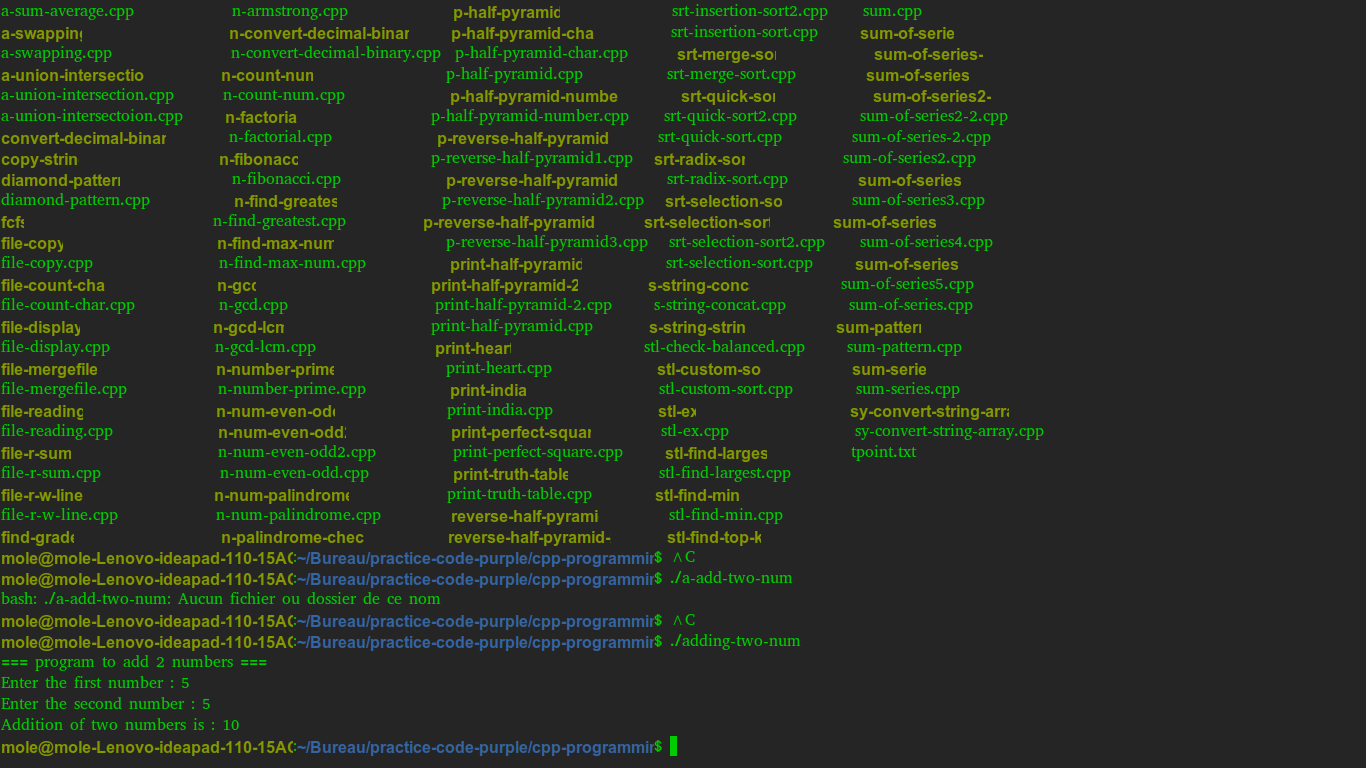 a-sum-average.cpp n-armstrong.cpp p-half-pyramid srt-insertion-sort2.cpp sum.cpp
a-swapping n-convert-decimal-binar p-half-pyramid-cha srt-insertion-sort.cpp sum-of-serie
a-swapping.cpp n-convert-decimal-binary.cpp p-half-pyramid-char.cpp srt-merge-sor sum-of-series-
a-union-intersectio n-count-num p-half-pyramid.cpp srt-merge-sort.cpp sum-of-series
a-union-intersection.cpp n-count-num.cpp p-half-pyramid-numbe srt-quick-sor sum-of-series2-
a-union-intersectoion.cpp n-factoria p-half-pyramid-number.cpp srt-quick-sort2.cpp sum-of-series2-2.cpp
convert-decimal-binar n-factorial.cpp p-reverse-half-pyramid srt-quick-sort.cpp sum-of-series-2.cpp
copy-strin n-fibonacc p-reverse-half-pyramid1.cpp srt-radix-sor sum-of-series2.cpp
diamond-pattern n-fibonacci.cpp p-reverse-half-pyramid srt-radix-sort.cpp sum-of-series
diamond-pattern.cpp n-find-greates p-reverse-half-pyramid2.cpp srt-selection-so sum-of-series3.cpp
fcfs n-find-greatest.cpp p-reverse-half-pyramid srt-selection-sort sum-of-series
file-copy n-find-max-num p-reverse-half-pyramid3.cpp srt-selection-sort2.cpp sum-of-series4.cpp
file-copy.cpp n-find-max-num.cpp print-half-pyramid srt-selection-sort.cpp sum-of-series
file-count-cha n-gcd print-half-pyramid-2 s-string-conc sum-of-series5.cpp
file-count-char.cpp n-gcd.cpp print-half-pyramid-2.cpp s-string-concat.cpp sum-of-series.cpp
file-display n-gcd-lcm print-half-pyramid.cpp s-string-strin sum-pattern
file-display.cpp n-gcd-lcm.cpp print-heart stl-check-balanced.cpp sum-pattern.cpp
file-mergefile n-number-prime print-heart.cpp stl-custom-so sum-serie
file-mergefile.cpp n-number-prime.cpp print-india stl-custom-sort.cpp sum-series.cpp
file-reading n-num-even-odd print-india.cpp stl-ex sy-convert-string-arra
file-reading.cpp n-num-even-odd2 print-perfect-squar stl-ex.cpp sy-convert-string-array.cpp
file-r-sum n-num-even-odd2.cpp print-perfect-square.cpp stl-find-larges tpoint.txt
file-r-sum.cpp n-num-even-odd.cpp print-truth-table stl-find-largest.cpp
file-r-w-line n-num-palindrome print-truth-table.cpp stl-find-min
file-r-w-line.cpp n-num-palindrome.cpp reverse-half-pyrami stl-find-min.cpp
find-grade n-palindrome-chec reverse-half-pyramid- stl-find-top-k
mole@mole-Lenovo-ideapad-110-15AC:~/Bureau/practice-code-purple/cpp-programmin$ ^C
mole@mole-Lenovo-ideapad-110-15AC:~/Bureau/practice-code-purple/cpp-programmin$ ./a-add-two-num
bash: ./a-add-two-num: Aucun fichier ou dossier de ce nom
mole@mole-Lenovo-ideapad-110-15AC:~/Bureau/practice-code-purple/cpp-programmin$ ^C
mole@mole-Lenovo-ideapad-110-15AC:~/Bureau/practice-code-purple/cpp-programmin$ ./adding-two-num
=== program to add 2 numbers ===
Enter the first number : 5
Enter the second number : 5
Addition of two numbers is : 10
mole@mole-Lenovo-ideapad-110-15AC:~/Bureau/practice-code-purple/cpp-programmin$